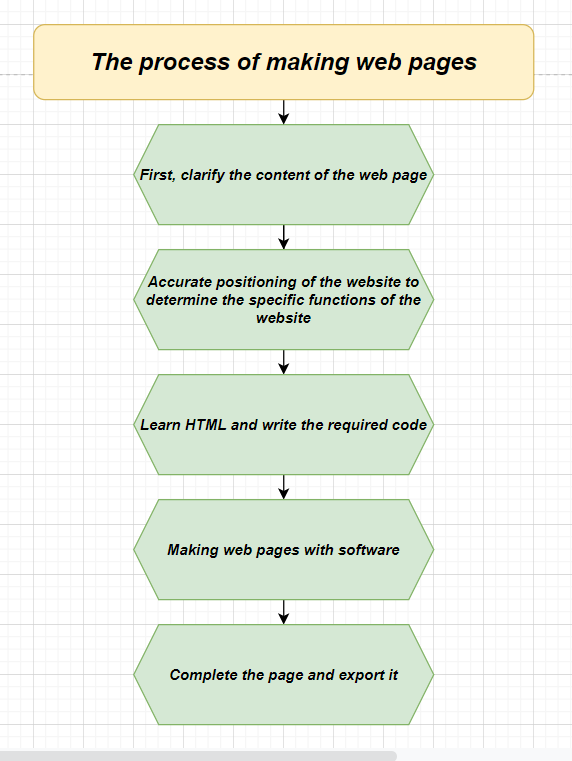 The process of making web pages
First, clarify the content of the web page
Accurate positioning of the website to
determine the specific functions of the
website
Learn HTML and write the required code
Making web pages with software
Complete the page and export it